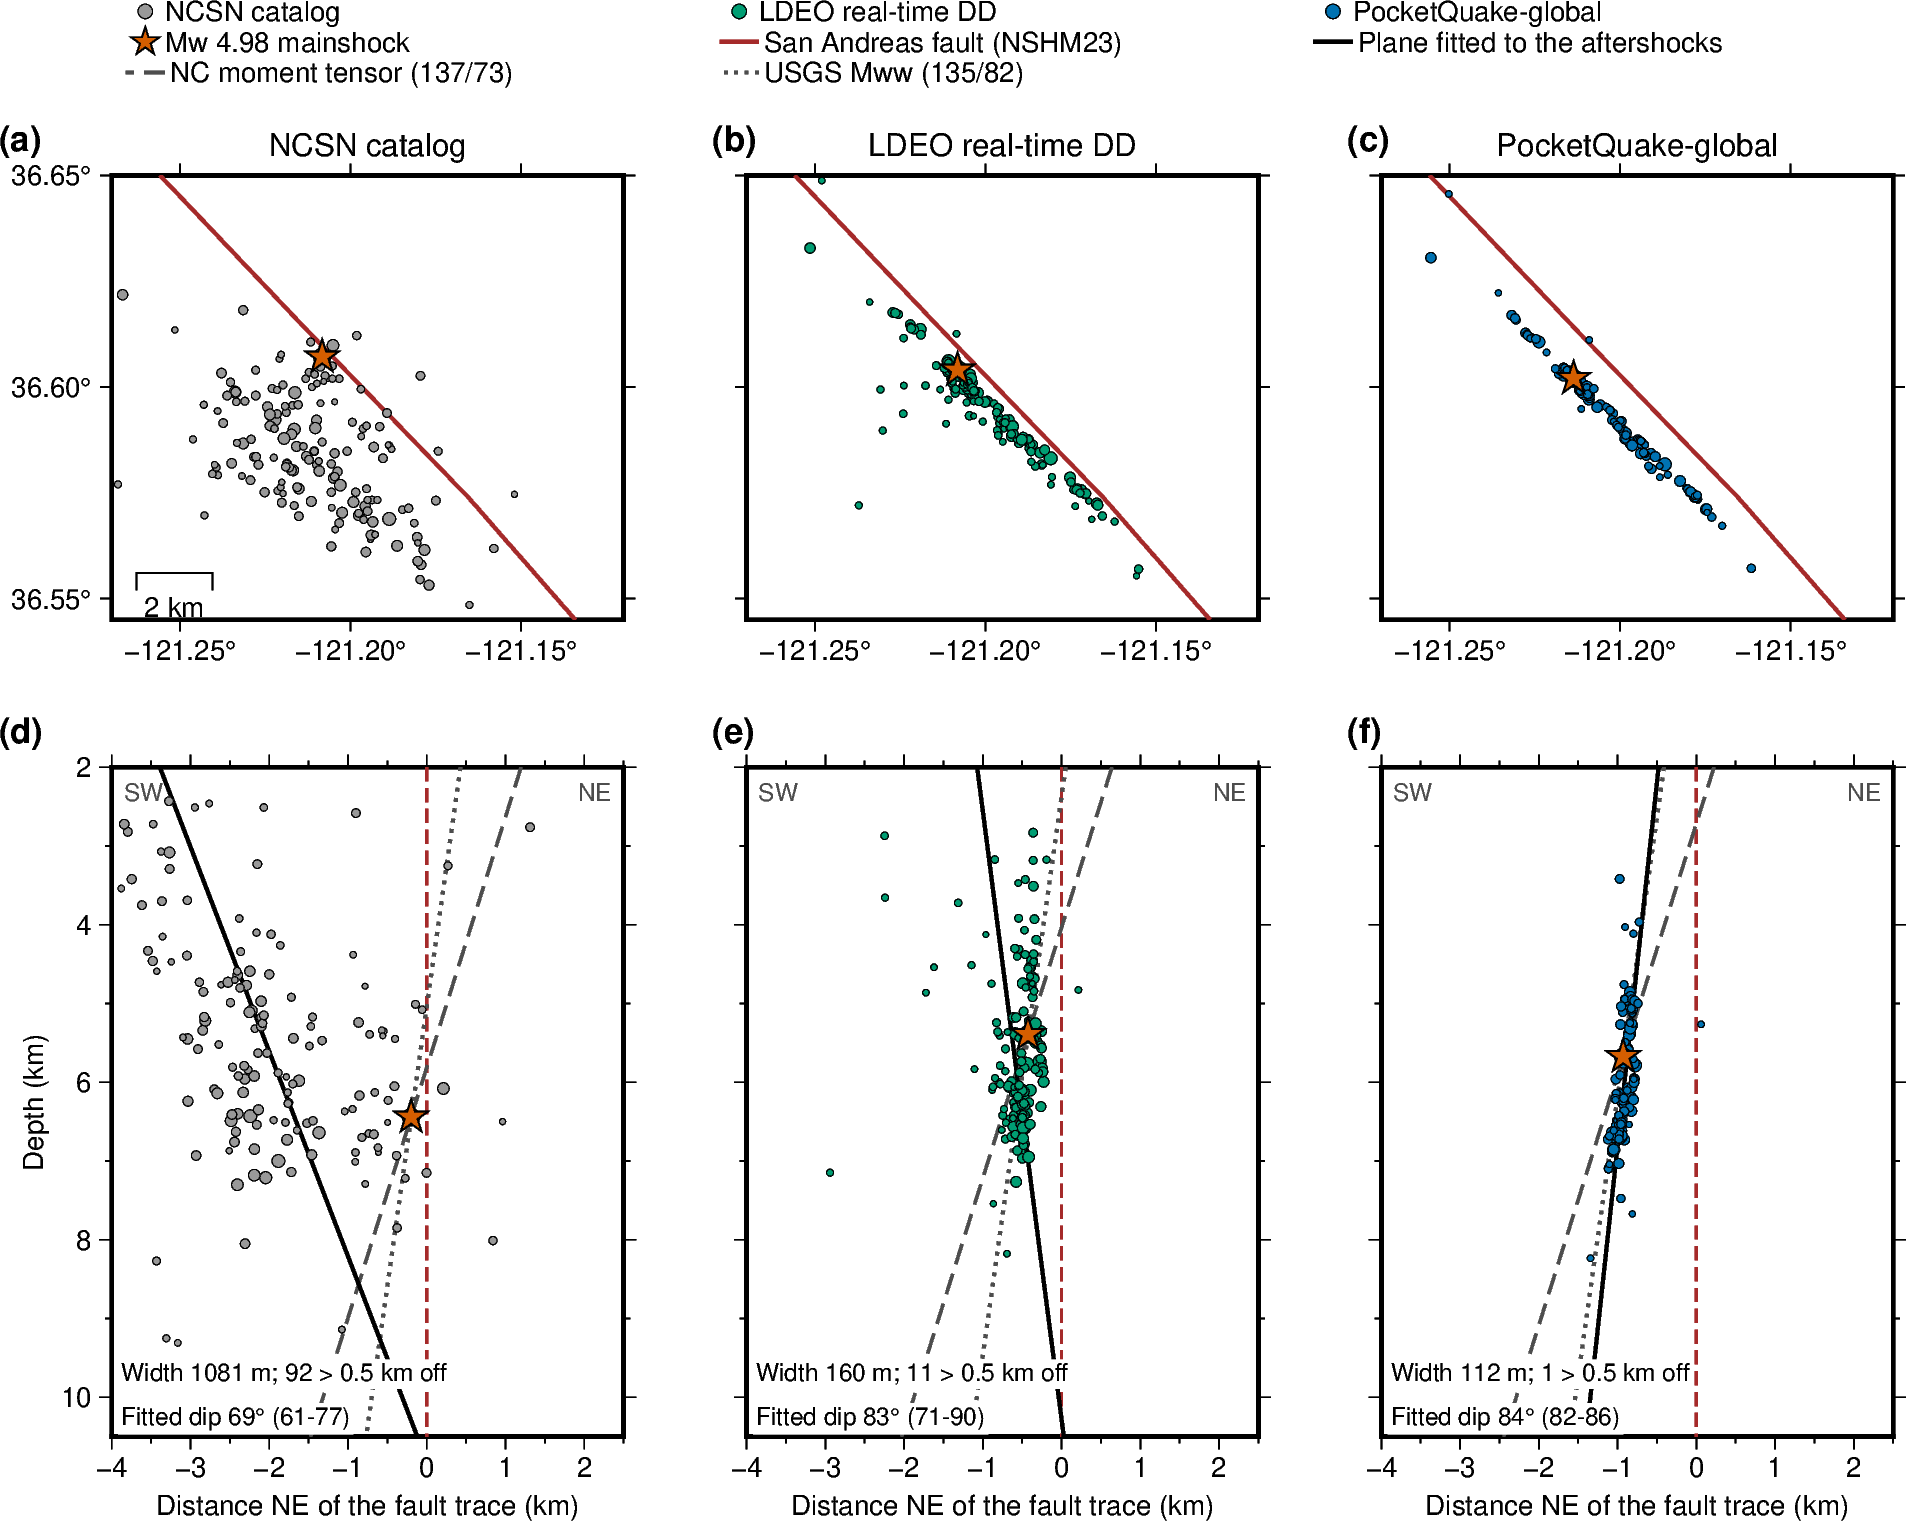 NCSN catalog
LDEO real-time DD
PocketQuake-global
Mw 4.98 mainshock
San Andreas fault (NSHM23)
Plane fitted to the aftershocks
NC moment tensor (137/73)
USGS Mww (135/82)
(a)
NCSN catalog
(b)
LDEO real-time DD
(c)
PocketQuake-global
36.65°
36.60°
36.55°
2 km
−121.25°
−121.20°
−121.15°
−121.25°
−121.20°
−121.15°
−121.25°
−121.20°
−121.15°
(d)
(e)
(f)
2
4
6
8
10
Depth (km)
SW
NE
SW
NE
SW
NE
Width 1081 m; 92 > 0.5 km off
Fitted dip 69° (61-77)
Width 160 m; 11 > 0.5 km off
Fitted dip 83° (71-90)
Width 112 m; 1 > 0.5 km off
Fitted dip 84° (82-86)
−4 −3 −2 −1 0 1 2
−4 −3 −2 −1 0 1 2
−4 −3 −2 −1 0 1 2
Distance NE of the fault trace (km)
Distance NE of the fault trace (km)
Distance NE of the fault trace (km)